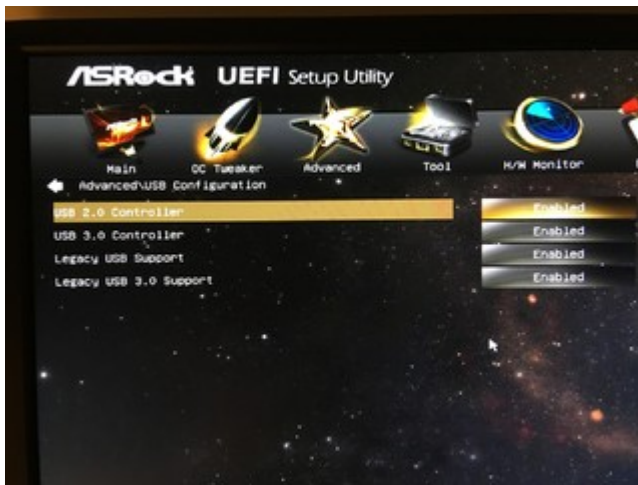 ASRock UEFI Setup Utility
Main OC Tweaker Advanced Tool H/W Monitor
Advanced\USB Configuration
USB 2.0 Controller Enabled
USB 3.0 Controller Enabled
Legacy USB Support Enabled
Legacy USB 3.0 Support Enabled